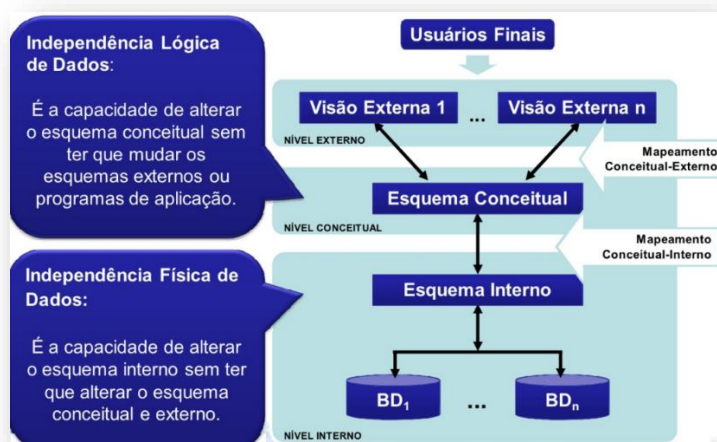 Independência Lógica
de Dados:
É a capacidade de alterar
o esquema conceitual sem
ter que mudar os
esquemas externos ou
programas de aplicação.
Usuários Finais
Visão Externa 1
...
Visão Externa n
NÍVEL EXTERNO
Mapeamento
Conceitual-Externo
Esquema Conceitual
NÍVEL CONCEITUAL
Mapeamento
Conceitual-Interno
Independência Física de
Dados:
É a capacidade de alterar
o esquema interno sem ter
que alterar o esquema
conceitual e externo.
Esquema Interno
BD1
...
BDn
NÍVEL INTERNO